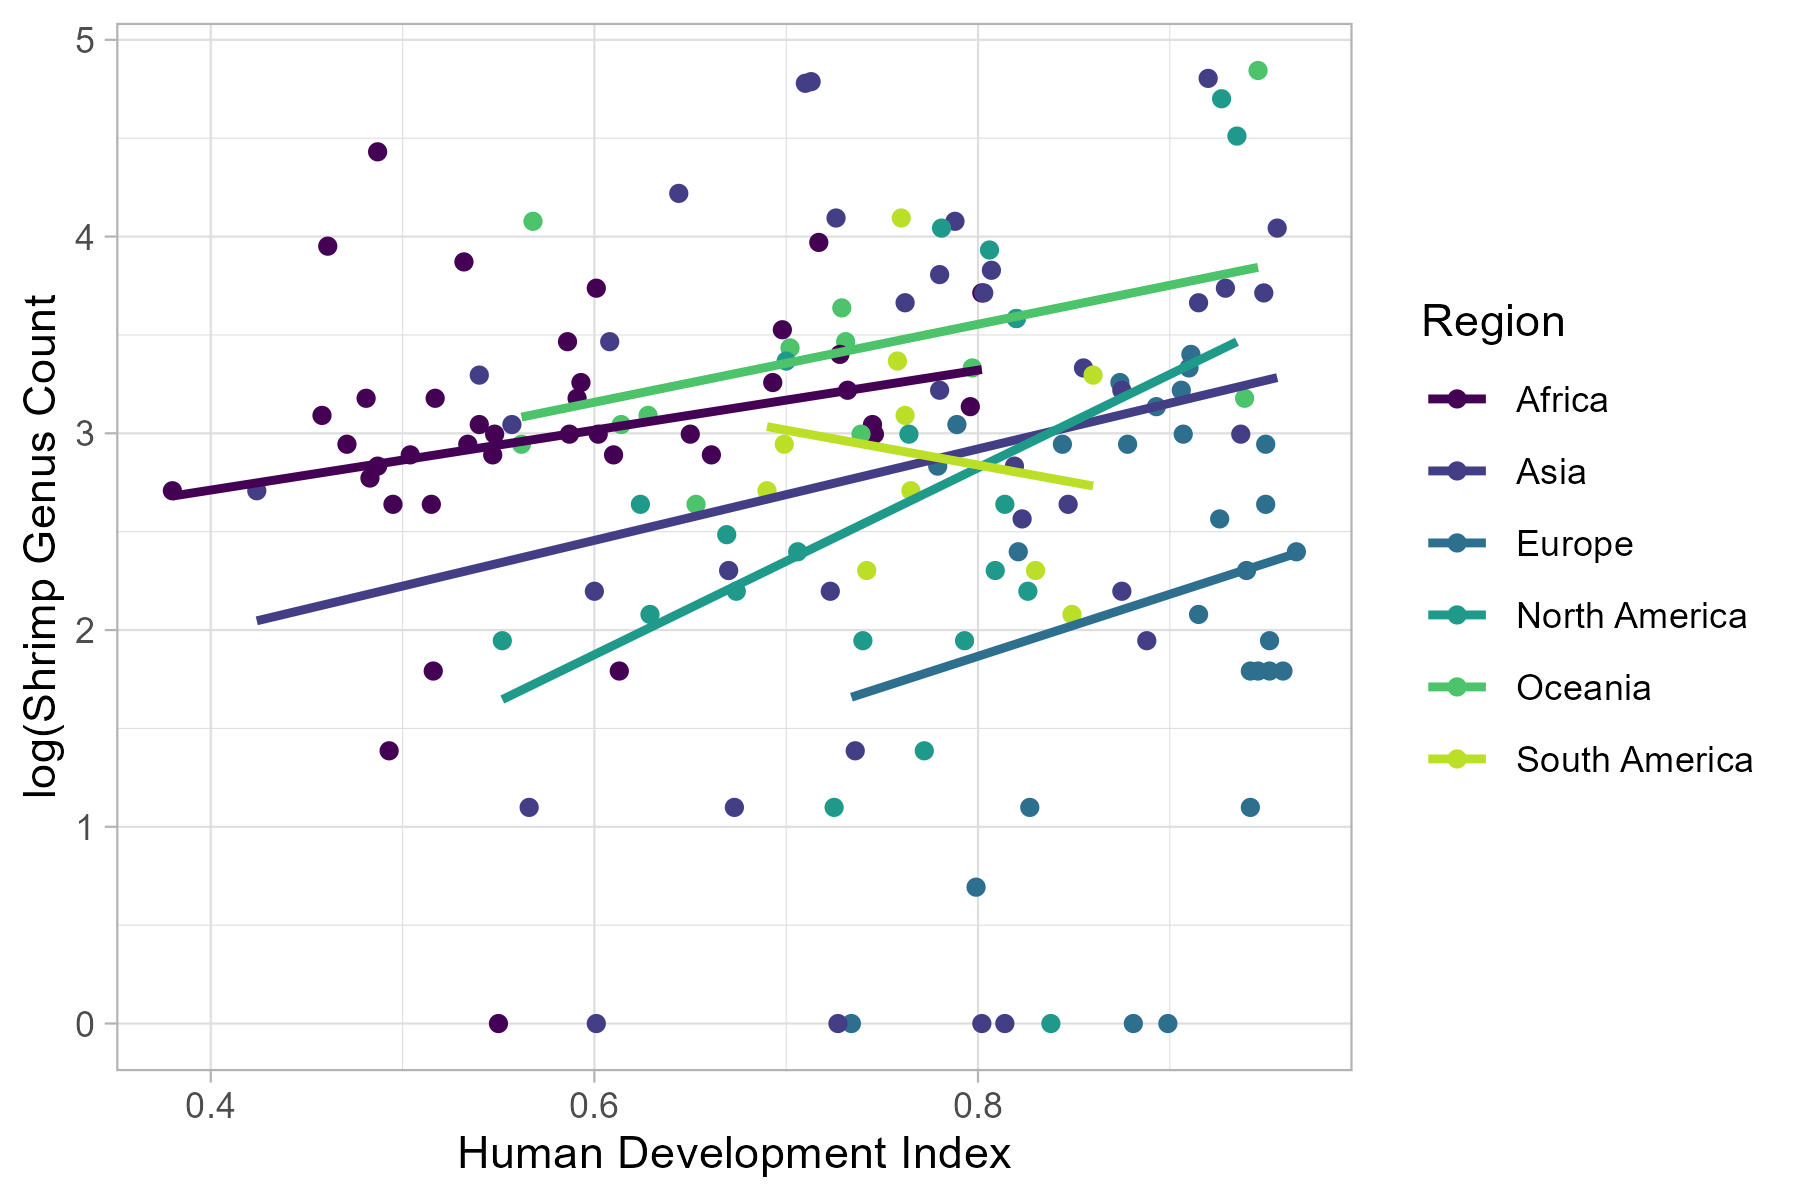 5
4
3
2
1
0
log(Shrimp Genus Count
0.4 0.6 0.8
Human Development Index
Region
Africa
Asia
Europe
North America
Oceania
South America